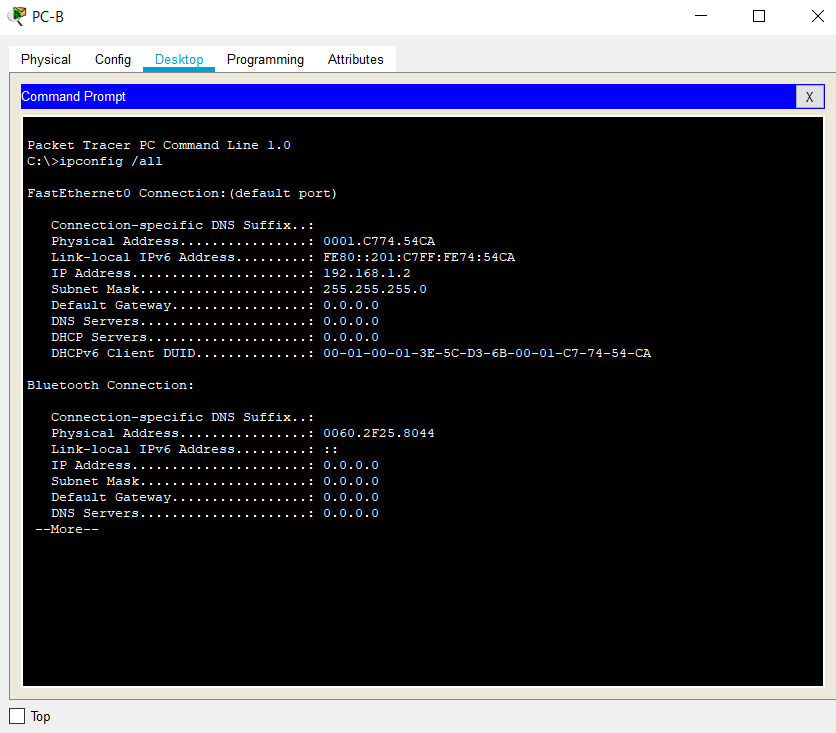 PC-B
Physical Config Desktop Programming Attributes
Command Prompt X
Packet Tracer PC Command Line 1.0
C:\>ipconfig /all
FastEthernet0 Connection:(default port)
Connection-specific DNS Suffix..:
Physical Address................: 0001.C774.54CA
Link-local IPv6 Address.........: FE80::201:C7FF:FE74:54CA
IP Address......................: 192.168.1.2
Subnet Mask.....................: 255.255.255.0
Default Gateway.................: 0.0.0.0
DNS Servers.....................: 0.0.0.0
DHCP Servers....................: 0.0.0.0
DHCPv6 Client DUID..............: 00-01-00-01-3E-5C-D3-6B-00-01-C7-74-54-CA
Bluetooth Connection:
Connection-specific DNS Suffix..:
Physical Address................: 0060.2F25.8044
Link-local IPv6 Address.........: ::
IP Address......................: 0.0.0.0
Subnet Mask.....................: 0.0.0.0
Default Gateway.................: 0.0.0.0
DNS Servers.....................: 0.0.0.0
--More--
Top